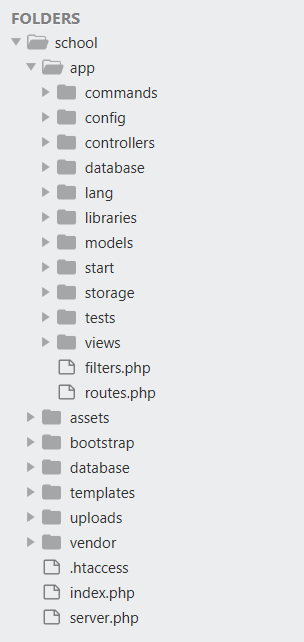 FOLDERS
school
app
commands
config
controllers
database
lang
libraries
models
start
storage
tests
views
filters.php
routes.php
assets
bootstrap
database
templates
uploads
vendor
.htaccess
index.php
server.php